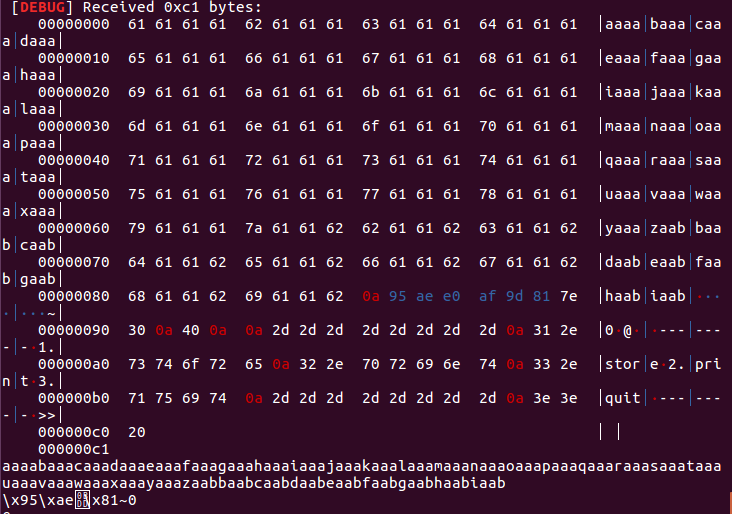 [DEBUG] Received 0xc1 bytes:
00000000 61 61 61 61 62 61 61 61 63 61 61 61 64 61 61 61 |aaaa|baaa|caa
a|daaa|
00000010 65 61 61 61 66 61 61 61 67 61 61 61 68 61 61 61 |eaaa|faaa|gaa
a|haaa|
00000020 69 61 61 61 6a 61 61 61 6b 61 61 61 6c 61 61 61 |iaaa|jaaa|kaa
a|laaa|
00000030 6d 61 61 61 6e 61 61 61 6f 61 61 61 70 61 61 61 |maaa|naaa|oaa
a|paaa|
00000040 71 61 61 61 72 61 61 61 73 61 61 61 74 61 61 61 |qaaa|raaa|saa
a|taaa|
00000050 75 61 61 61 76 61 61 61 77 61 61 61 78 61 61 61 |uaaa|vaaa|waa
a|xaaa|
00000060 79 61 61 61 7a 61 61 62 62 61 61 62 63 61 61 62 |yaaa|zaab|baa
b|caab|
00000070 64 61 61 62 65 61 61 62 66 61 61 62 67 61 61 62 |daab|eaab|faa
b|gaab|
00000080 68 61 61 62 69 61 61 62 0a 95 ae e0 af 9d 81 7e |haab|iaab|····
·|···~|
00000090 30 0a 40 0a 0a 2d 2d 2d 2d 2d 2d 2d 0a 31 2e |0·@·|·---|---
-|·1.|
000000a0 73 74 6f 72 65 0a 32 2e 70 72 69 6e 74 0a 33 2e |stor|e·2.|pri
n|t·3.|
000000b0 71 75 69 74 0a 2d 2d 2d 2d 2d 2d 2d 0a 3e 3e |quit|·---|---
-|·>>|
000000c0 20 | |
000000c1
aaaabaaacaaadaaaeaaafaaagaaahaaaiaaajaaakaaalaaamaaanaaaoaaapaaaqaaaraaasaaataaa
uaaavaaawaaaxaaayaaazaabbaabcaabdaabeaabfaabgaabhaabiaab
\x95\xae\x81~0